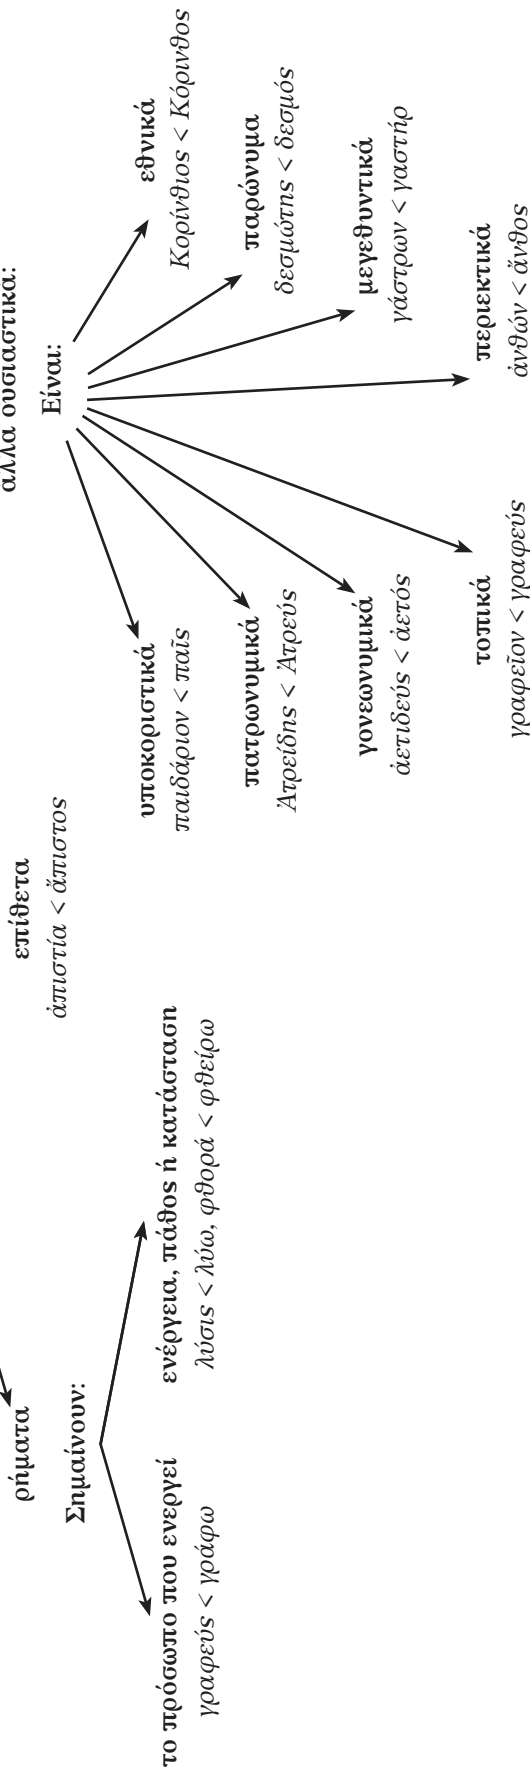 ρήματα
Σημαίνουν:
το πρόσωπο που ενεργεί
γραφεύς < γράφω
ενέργεια, πάθος ή κατάσταση
λύσις < λύω, φθορά < φθείρω
επίθετα
ἀπιστία < ἄπιστος
άλλα ουσιαστικά:
Είναι:
υποκοριστικά
παιδάριον < παῖς
πατρωνυμικά
Ἀτρείδης < Ἀτρεύς
γονεωνυμικά
ἀετιδεύς < ἀετός
τοπικά
γραφεῖον < γραφεύς
περιεκτικά
ἀνθών < ἄνθος
μεγεθυντικά
γάστρων < γαστήρ
παρώνυμα
δεσμώτης < δεσμός
εθνικά
Κορίνθιος < Κόρινθος